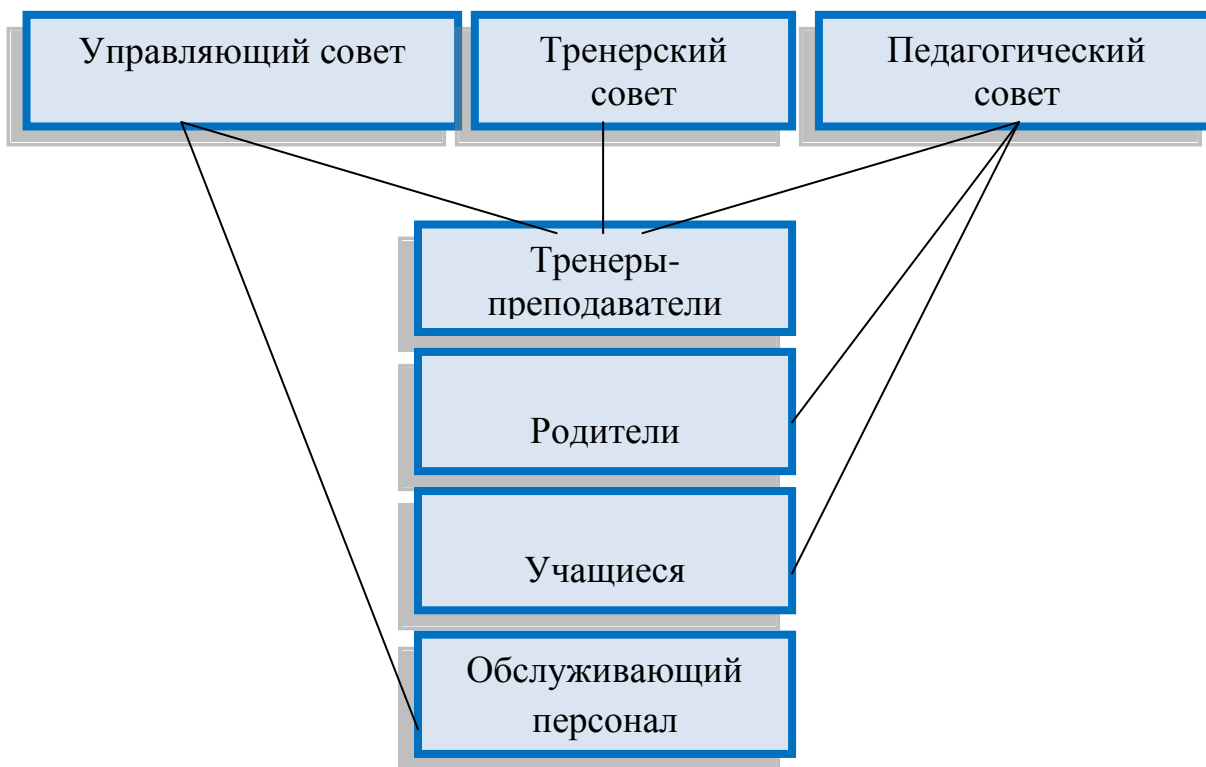 Управляющий совет
Тренерский
совет
Педагогический
совет
Тренеры-
преподаватели
Родители
Учащиеся
Обслуживающий
персонал